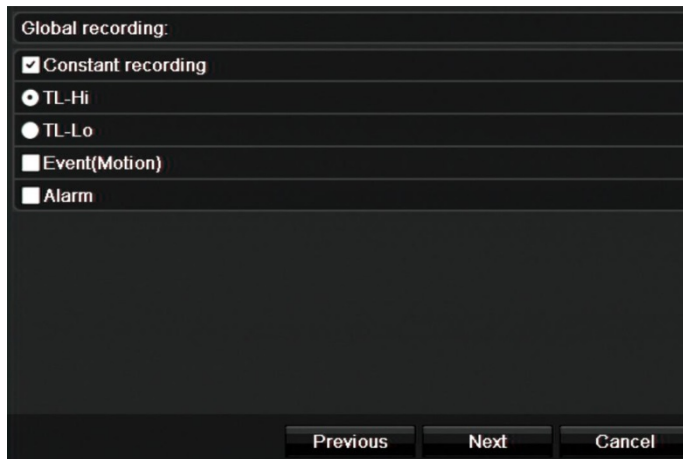 Global recording:
Constant recording
TL-Hi
TL-Lo
Event(Motion)
Alarm
Previous Next Cancel